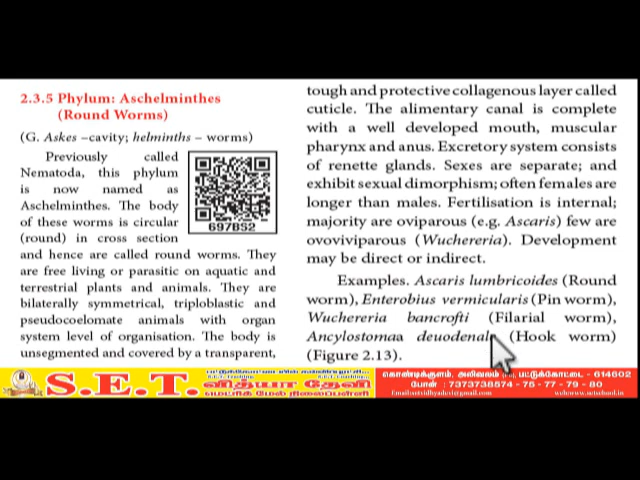 2.3.5 Phylum: Aschelminthes
(Round Worms)
(G. Askes –cavity; helminths – worms)
Previously called
Nematoda, this phylum
is now named as
Aschelminthes. The body
of these worms is circular
(round) in cross section
697B52
and hence are called round worms. They
are free living or parasitic on aquatic and
terrestrial plants and animals. They are
bilaterally symmetrical, triploblastic and
pseudocoelomate animals with organ
system level of organisation. The body is
unsegmented and covered by a transparent,
tough and protective collagenous layer called
cuticle. The alimentary canal is complete
with a well developed mouth, muscular
pharynx and anus. Excretory system consists
of renette glands. Sexes are separate; and
exhibit sexual dimorphism; often females are
longer than males. Fertilisation is internal;
majority are oviparous (e.g. Ascaris) few are
ovoviviparous (Wuchereria). Development
may be direct or indirect.
Examples. Ascaris lumbricoides (Round
worm), Enterobius vermicularis (Pin worm),
Wuchereria bancrofti (Filarial worm),
Ancylostomaa deuodenale (Hook worm)
(Figure 2.13).
S.E.T.
வித்யா தேவி
மெட்ரிக் மேல் நிலைப்பள்ளி
கொண்டிக்குளம், அலிவலம் பட்டுக்கோட்டை - 614602
போன் : 7373738874 - 75 - 77 - 79 - 80